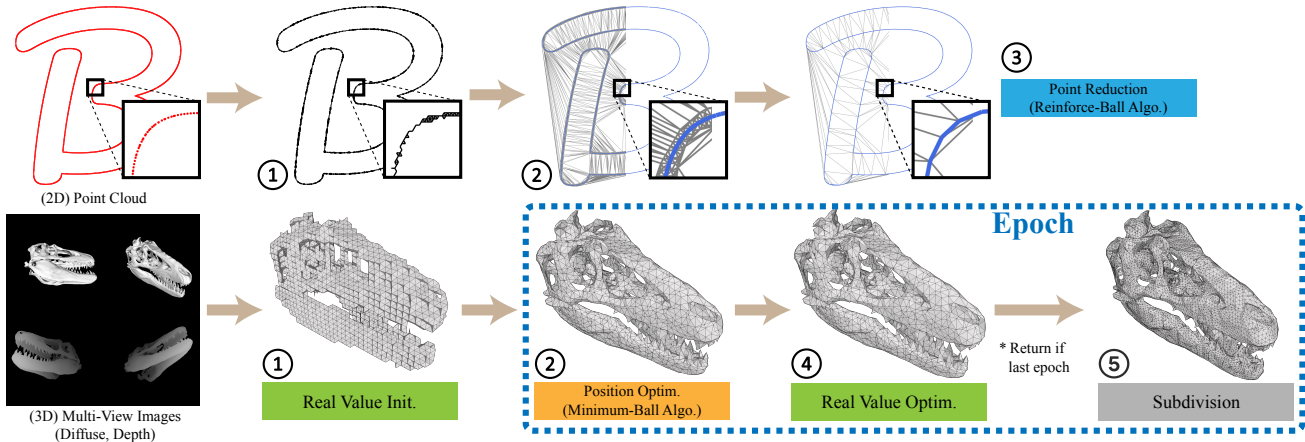 (2D) Point Cloud
1
2
3
Point Reduction
(Reinforce-Ball Algo.)
Epoch
(3D) Multi-View Images
(Diffuse, Depth)
1
Real Value Init.
2
Position Optim.
(Minimum-Ball Algo.)
4
Real Value Optim.
* Return if
last epoch
5
Subdivision